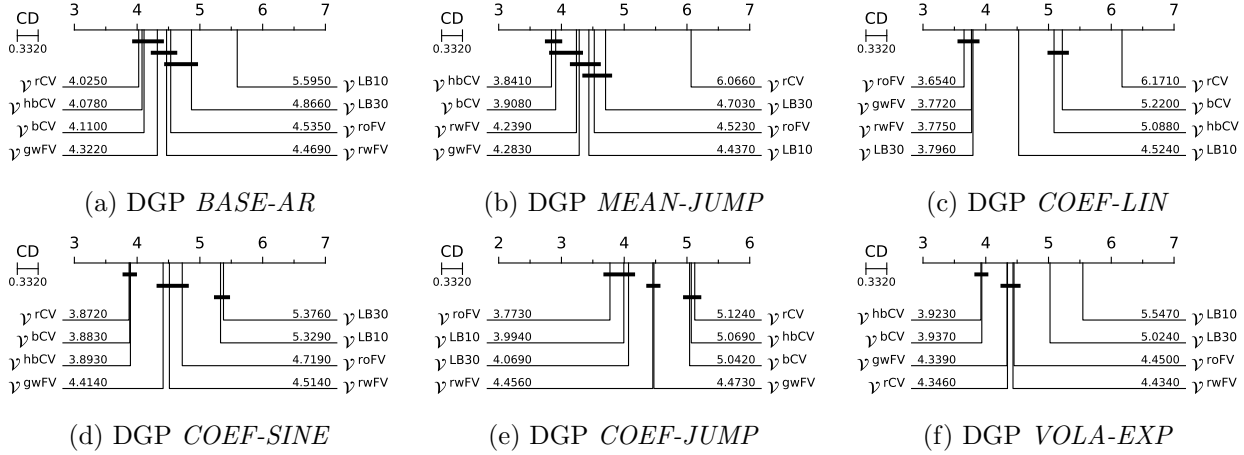 CD 3 4 5 6 7
0.3320
𝒱 rCV 4.0250 5.5950 𝒱 LB10
𝒱 hbCV 4.0780 4.8660 𝒱 LB30
𝒱 bCV 4.1100 4.5350 𝒱 roFV
𝒱 gwFV 4.3220 4.4690 𝒱 rwFV
(a) DGP BASE-AR
CD 3 4 5 6 7
0.3320
𝒱 hbCV 3.8410 6.0660 𝒱 rCV
𝒱 bCV 3.9080 4.7030 𝒱 LB30
𝒱 rwFV 4.2390 4.5230 𝒱 roFV
𝒱 gwFV 4.2830 4.4370 𝒱 LB10
(b) DGP MEAN-JUMP
CD 3 4 5 6 7
0.3320
𝒱 roFV 3.6540 6.1710 𝒱 rCV
𝒱 gwFV 3.7720 5.2200 𝒱 bCV
𝒱 rwFV 3.7750 5.0880 𝒱 hbCV
𝒱 LB30 3.7960 4.5240 𝒱 LB10
(c) DGP COEF-LIN
CD 3 4 5 6 7
0.3320
𝒱 rCV 3.8720 5.3760 𝒱 LB30
𝒱 bCV 3.8830 5.3290 𝒱 LB10
𝒱 hbCV 3.8930 4.7190 𝒱 roFV
𝒱 gwFV 4.4140 4.5140 𝒱 rwFV
(d) DGP COEF-SINE
CD 2 3 4 5 6
0.3320
𝒱 roFV 3.7730 5.1240 𝒱 rCV
𝒱 LB10 3.9940 5.0690 𝒱 hbCV
𝒱 LB30 4.0690 5.0420 𝒱 bCV
𝒱 rwFV 4.4560 4.4730 𝒱 gwFV
(e) DGP COEF-JUMP
CD 3 4 5 6 7
0.3320
𝒱 hbCV 3.9230 5.5470 𝒱 LB10
𝒱 bCV 3.9370 5.0240 𝒱 LB30
𝒱 gwFV 4.3390 4.4500 𝒱 roFV
𝒱 rCV 4.3460 4.4340 𝒱 rwFV
(f) DGP VOLA-EXP